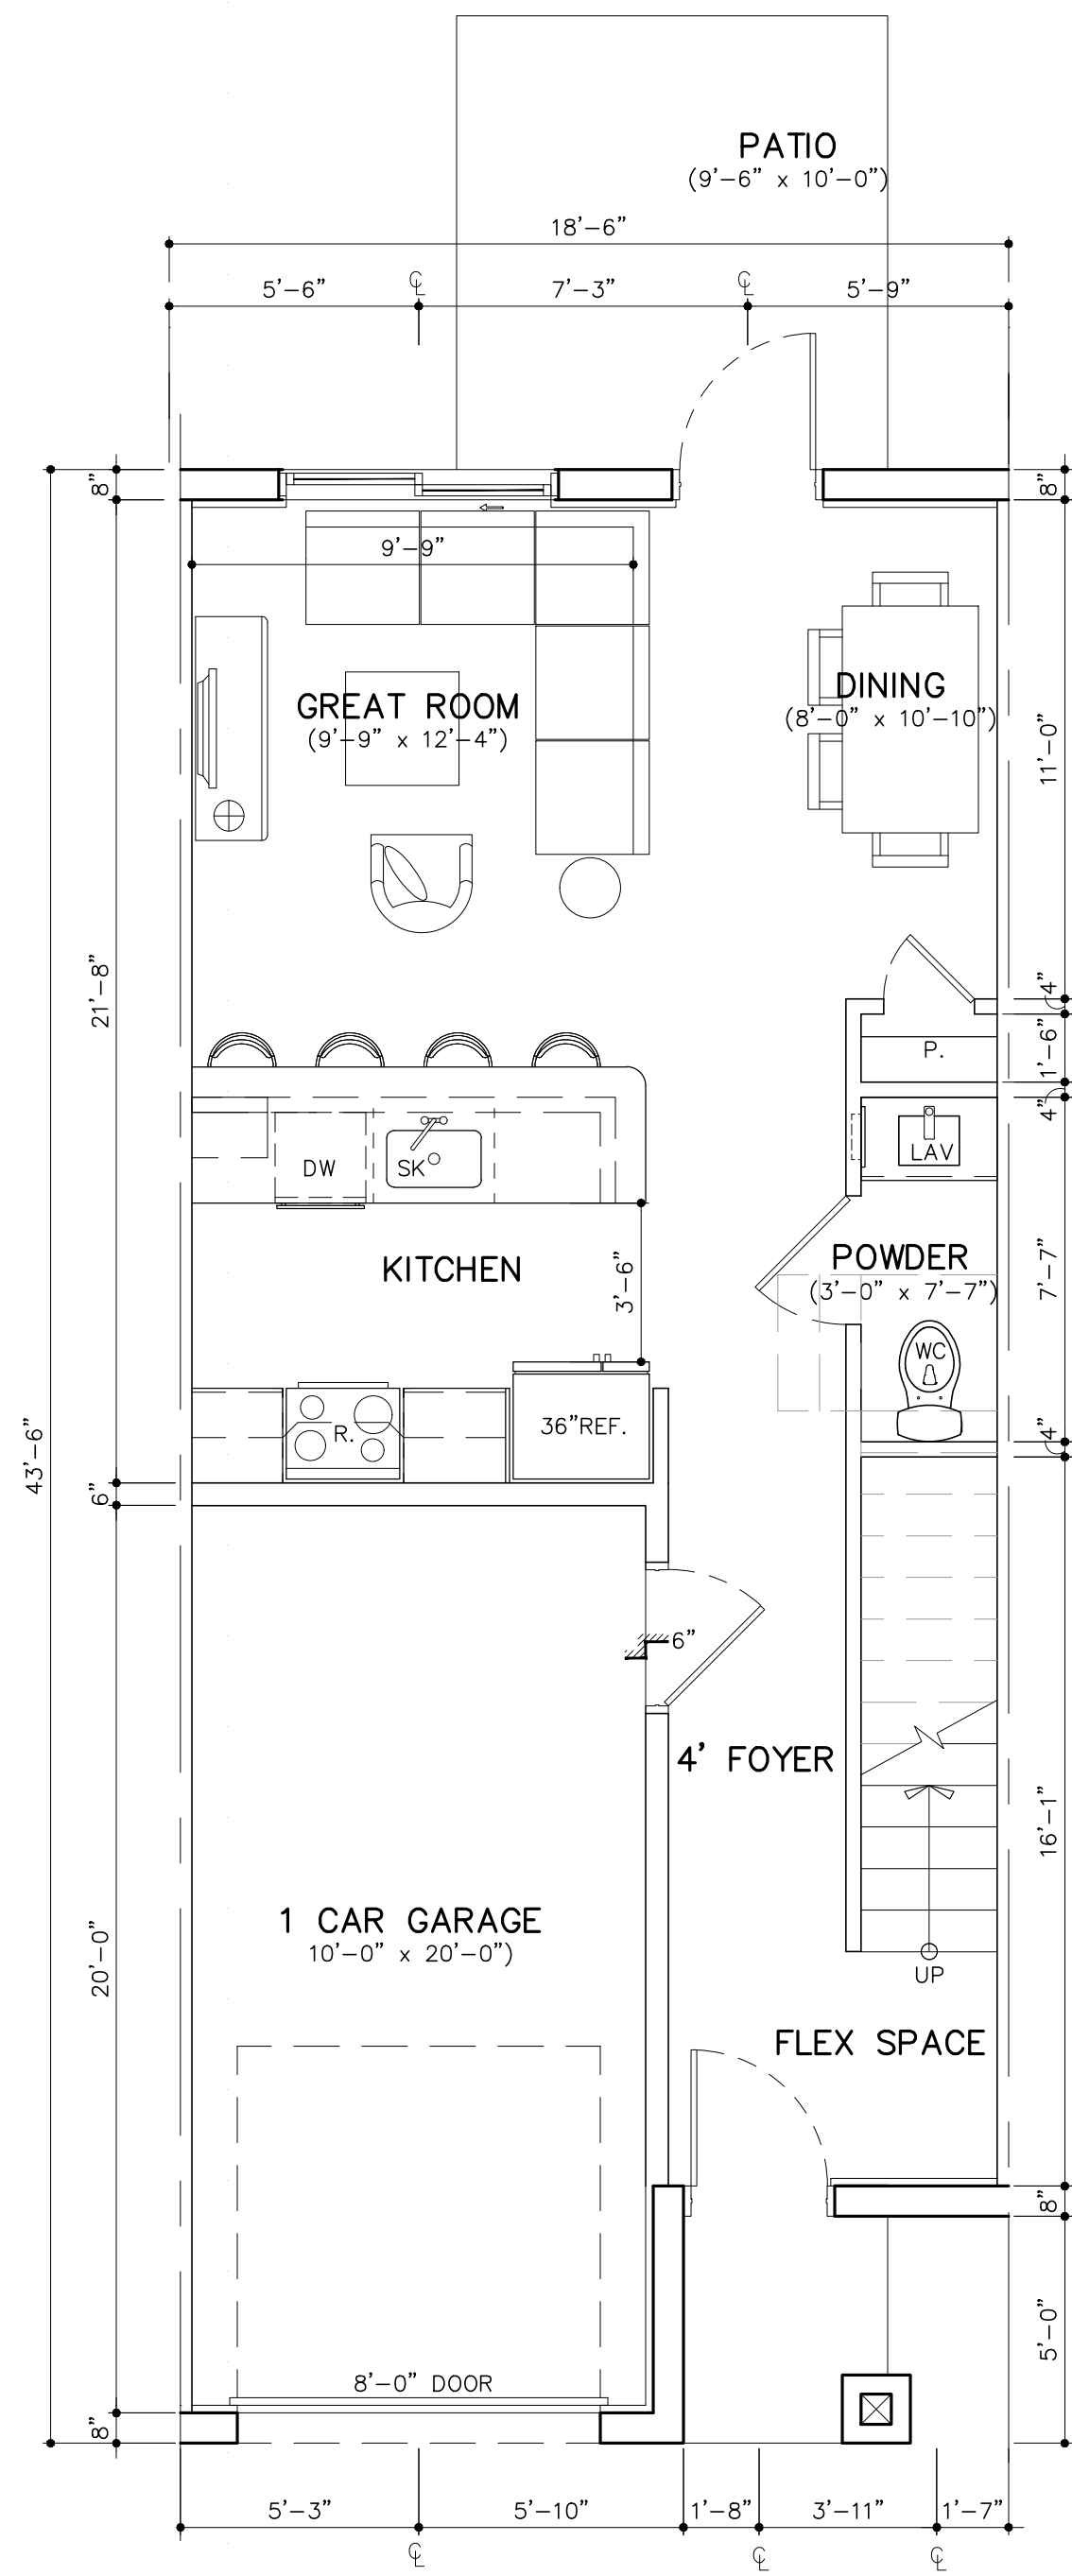 PATIO
(9'-6" x 10'-0")
18'-6"
5'-6"
℄
7'-3"
℄
5'-9"
8"
8"
9'-9"
GREAT ROOM
(9'-9" x 12'-4")
DINING
(8'-0" x 10'-10")
11'-0"
21'-8"
4"
P.
1'-6"
4"
DW
SK
LAV
KITCHEN
3'-6"
POWDER
(3'-0" x 7'-7")
7'-7"
WC
R.
36"REF.
4"
43'-6"
6"
6"
4' FOYER
16'-1"
1 CAR GARAGE
10'-0" x 20'-0")
20'-0"
UP
FLEX SPACE
8"
5'-0"
8'-0" DOOR
8"
5'-3"
5'-10"
1'-8"
3'-11"
1'-7"
℄
℄
℄